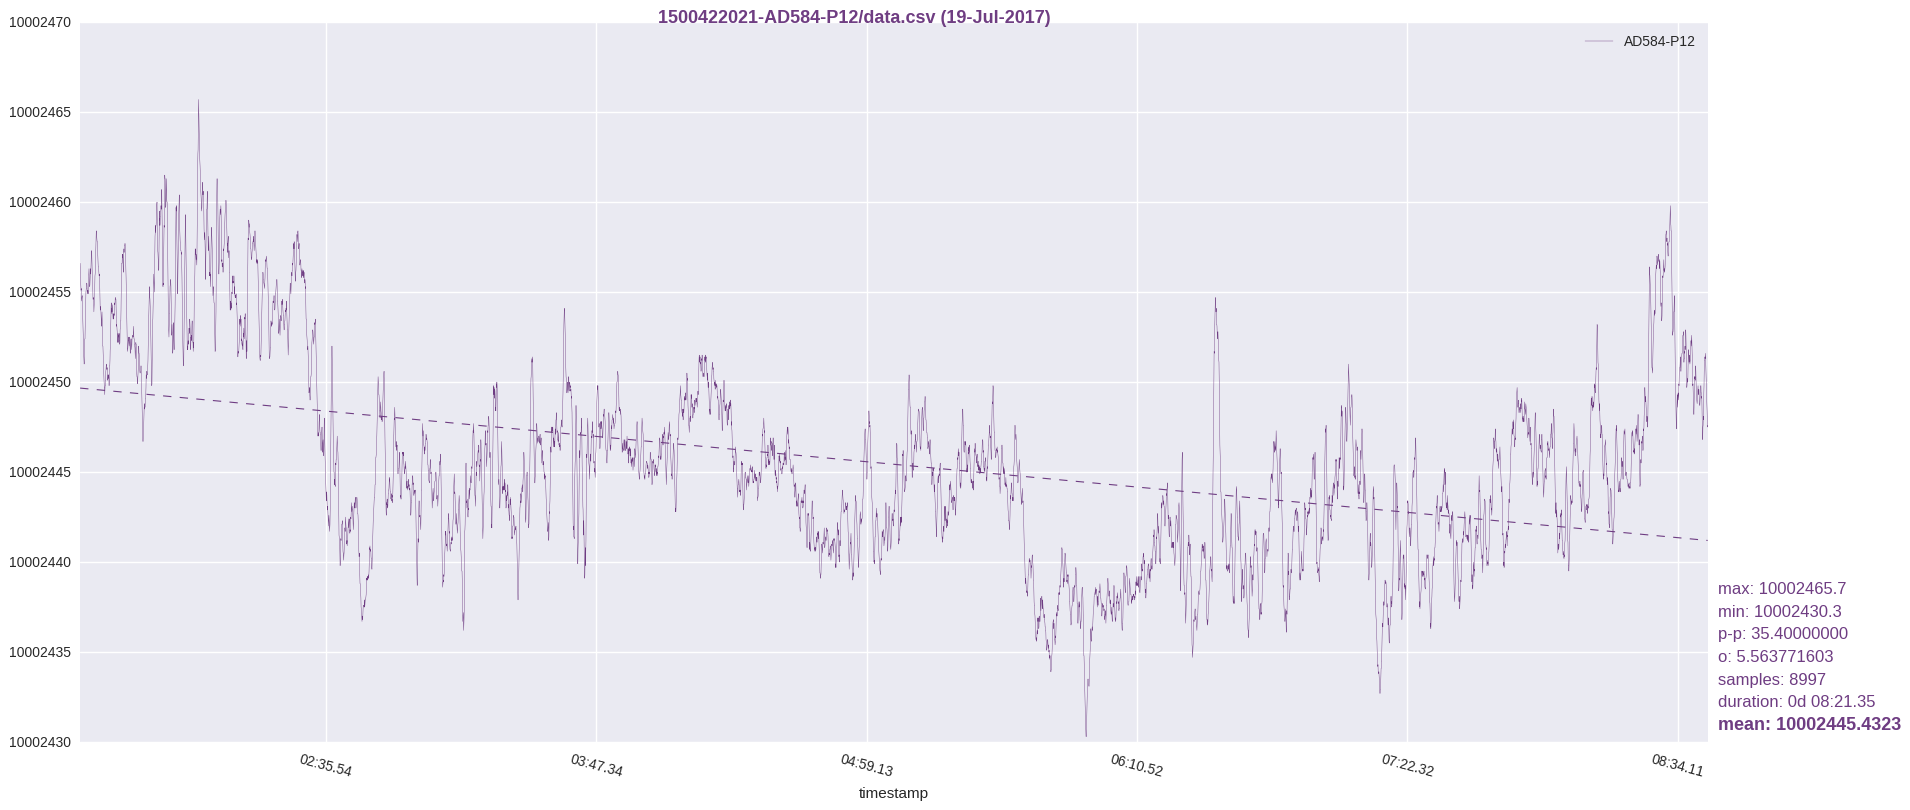 1500422021-AD584-P12/data.csv (19-Jul-2017)
AD584-P12
10002470
10002465
10002460
10002455
10002450
10002445
10002440
10002435
10002430
02:35.54
03:47.34
04:59.13
06:10.52
07:22.32
08:34.11
timestamp
max: 10002465.7
min: 10002430.3
p-p: 35.40000000
o: 5.563771603
samples: 8997
duration: 0d 08:21.35
mean: 10002445.4323